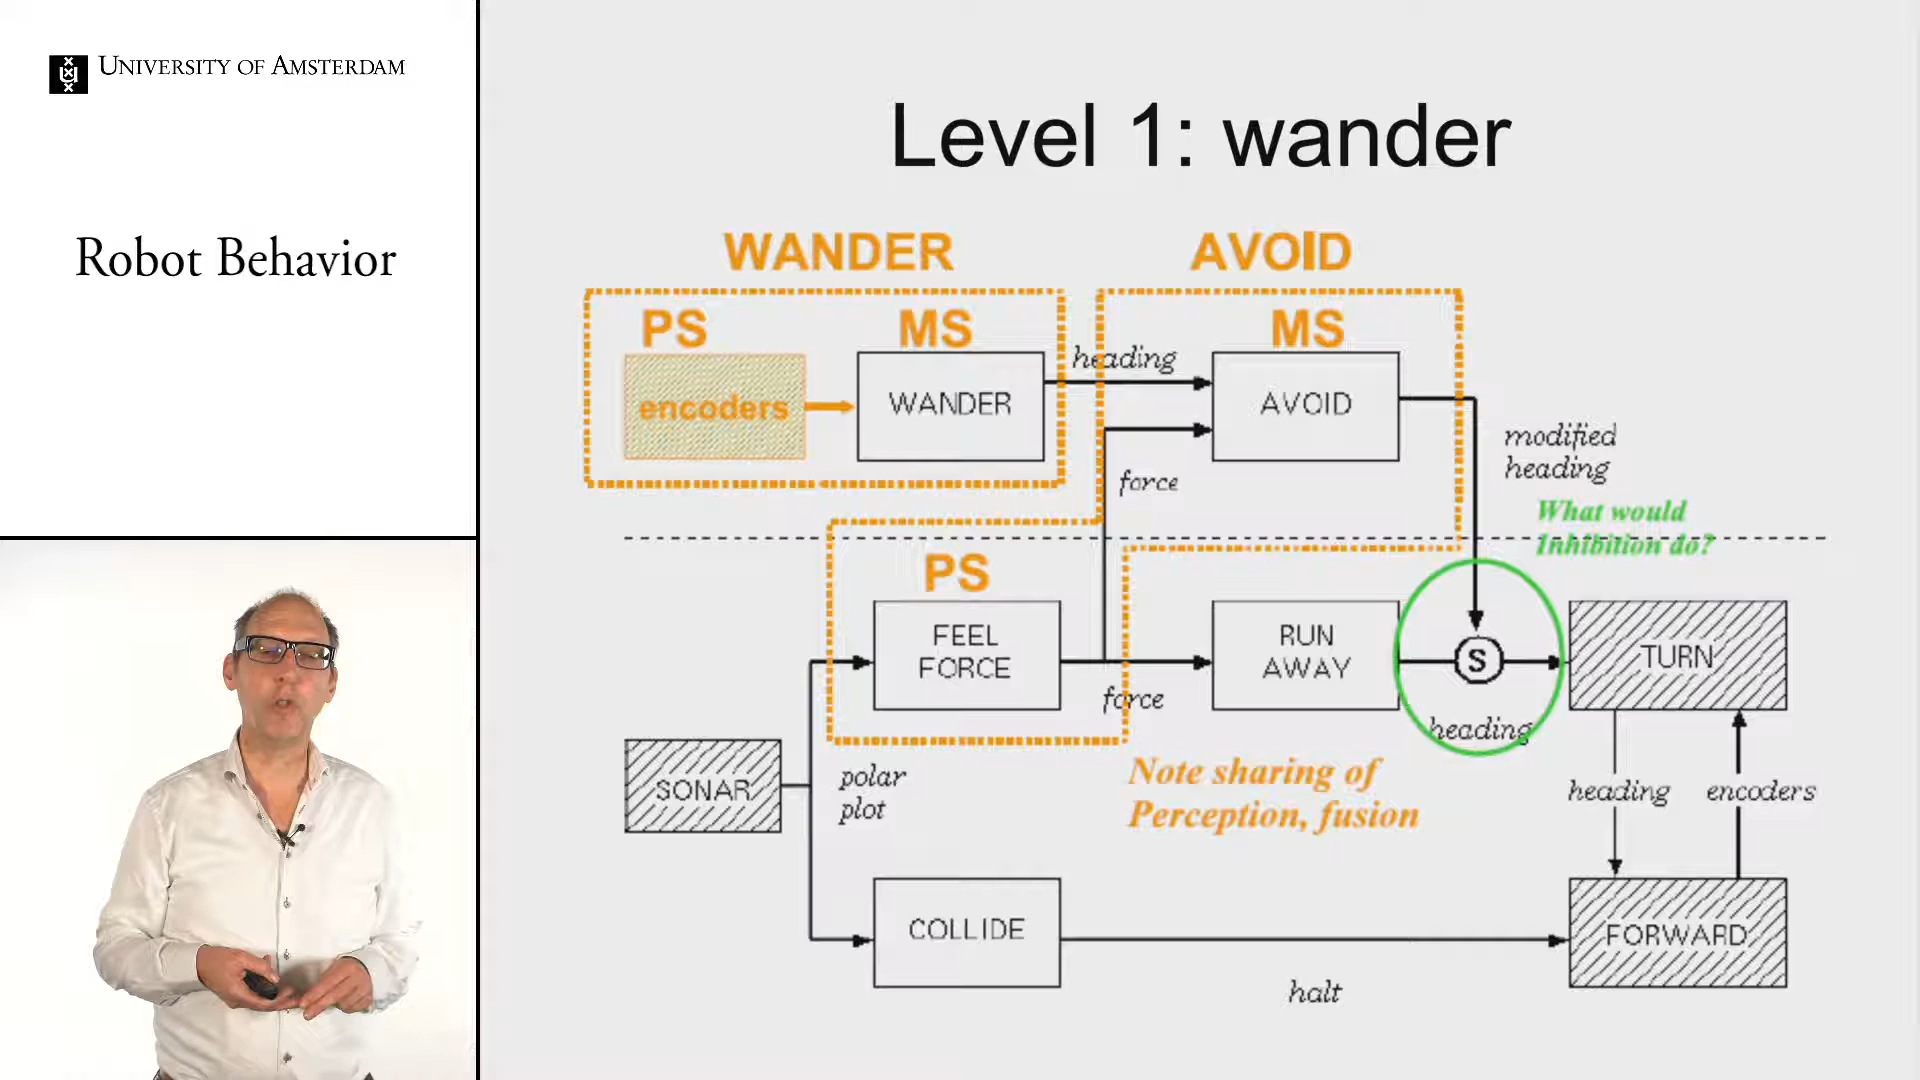 UNIVERSITY OF AMSTERDAM
Robot Behavior
Level 1: wander
WANDER
AVOID
PS
MS
MS
encoders
WANDER
heading
AVOID
force
modified
heading
What would
Inhibition do?
PS
FEEL
FORCE
force
RUN
AWAY
S
heading
TURN
SONAR
polar
plot
Note sharing of
Perception, fusion
heading
encoders
COLLIDE
halt
FORWARD